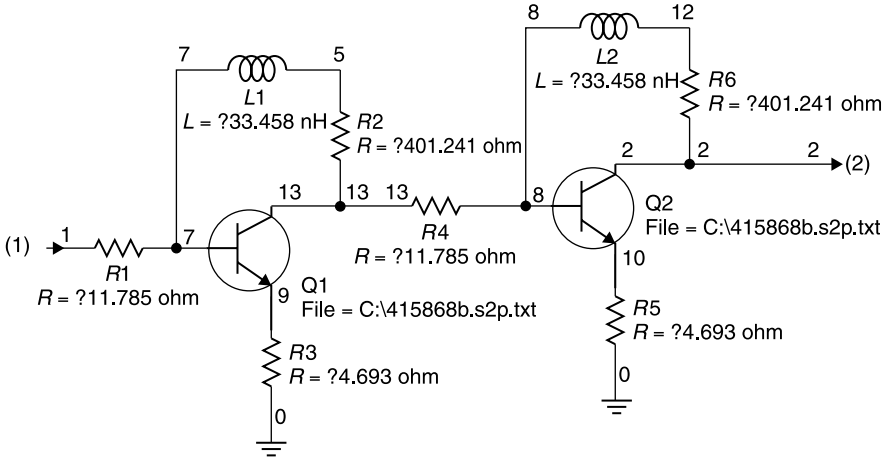 8
12
7
5
L2
L = ?33.458 nH
R6
R = ?401.241 ohm
L1
L = ?33.458 nH
R2
R = ?401.241 ohm
2
2
2
(2)
13
13
13
8
Q2
File = C:\415868b.s2p.txt
R4
R = ?11.785 ohm
(1)
1
7
10
R1
R = ?11.785 ohm
9
Q1
File = C:\415868b.s2p.txt
R5
R = ?4.693 ohm
R3
R = ?4.693 ohm
0
0